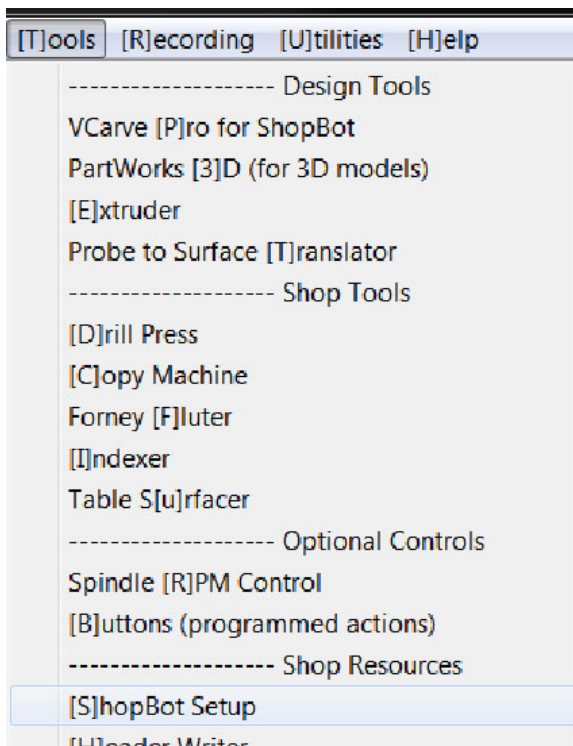 [T]ools [R]ecording [U]tilities [H]elp
-------------------- Design Tools
VCarve [P]ro for ShopBot
PartWorks [3]D (for 3D models)
[E]xtruder
Probe to Surface [T]ranslator
-------------------- Shop Tools
[D]rill Press
[C]opy Machine
Forney [F]luter
[I]ndexer
Table S[u]rfacer
-------------------- Optional Controls
Spindle [R]PM Control
[B]uttons (programmed actions)
-------------------- Shop Resources
[S]hopBot Setup
[H]eader Writer